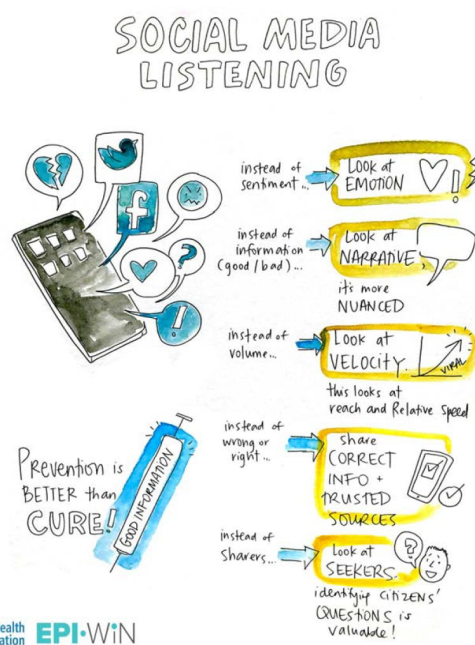 SOCIAL MEDIA
LISTENING
instead of
sentiment...
Look at
EMOTION
instead of
information
(good / bad)...
Look at
NARRATIVE,
it's more
NUANCED
instead of
volume...
Look at
VELOCITY.
VIRAL
this looks at
reach and Relative Speed
instead of
wrong or
right...
Share
CORRECT
INFO +
TRUSTED
SOURCES
instead of
Sharers...
Look at
SEEKERS.
identifying CITIZENS'
QUESTIONS is
valuable!
Prevention is
BETTER than
CURE!
GOOD INFORMATION
EPI·WiN